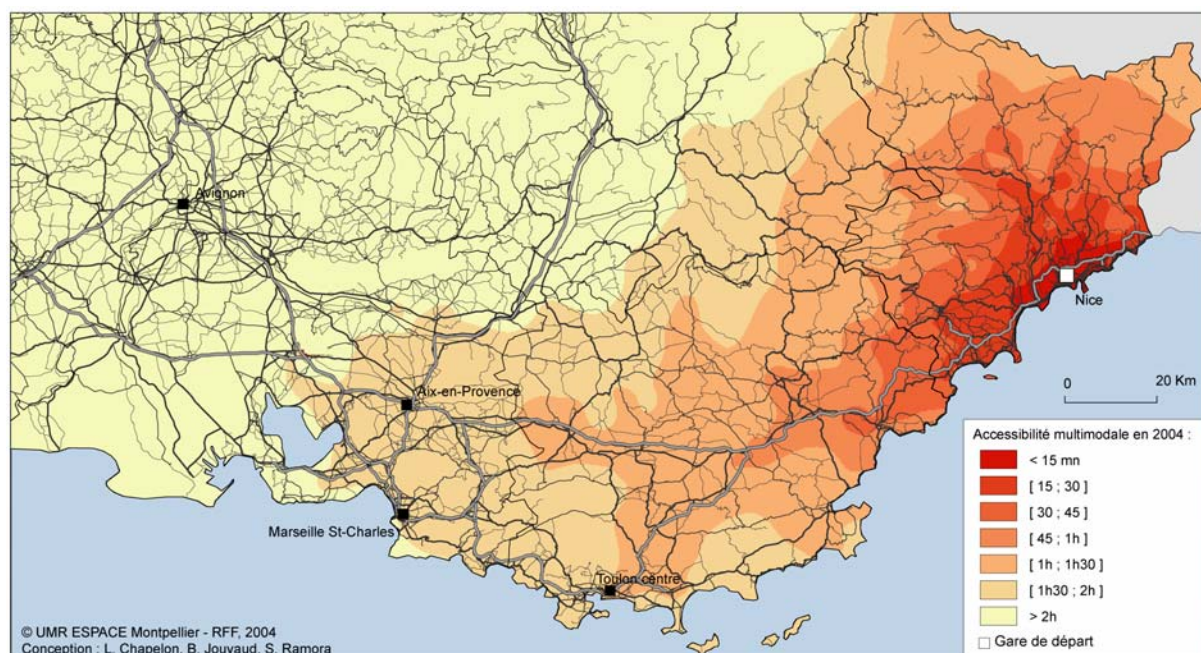 Avignon
Nice
0 20 Km
Aix-en-Provence
Marseille St-Charles
Toulon centre
Accessibilité multimodale en 2004 :
< 15 mn
[ 15 ; 30 ]
[ 30 ; 45 ]
[ 45 ; 1h ]
[ 1h ; 1h30 ]
[ 1h30 ; 2h ]
> 2h
Gare de départ
© UMR ESPACE Montpellier - RFF, 2004
Conception : L. Chapelon, B. Jouvaud, S. Ramora